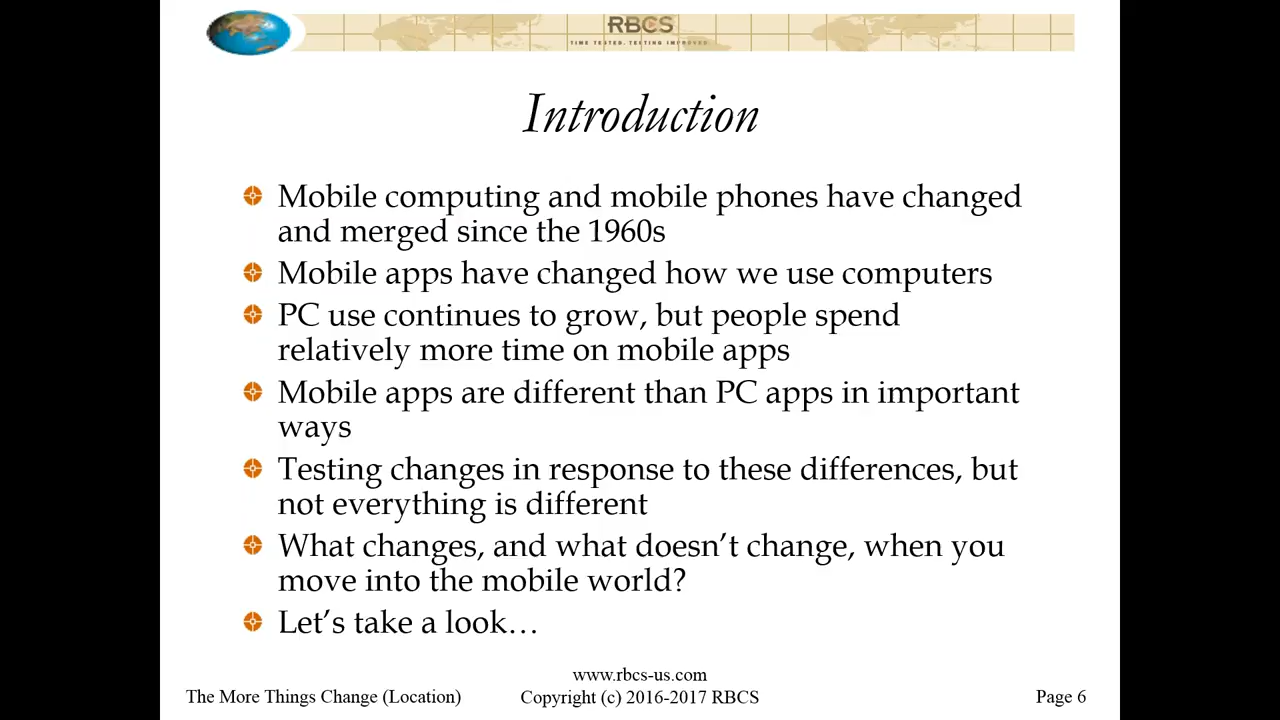 RBCS
TIME TESTED. TESTING IMPROVED.
Introduction
Mobile computing and mobile phones have changed
and merged since the 1960s
Mobile apps have changed how we use computers
PC use continues to grow, but people spend
relatively more time on mobile apps
Mobile apps are different than PC apps in important
ways
Testing changes in response to these differences, but
not everything is different
What changes, and what doesn’t change, when you
move into the mobile world?
Let’s take a look…
www.rbcs-us.com
The More Things Change (Location) Copyright (c) 2016-2017 RBCS Page 6